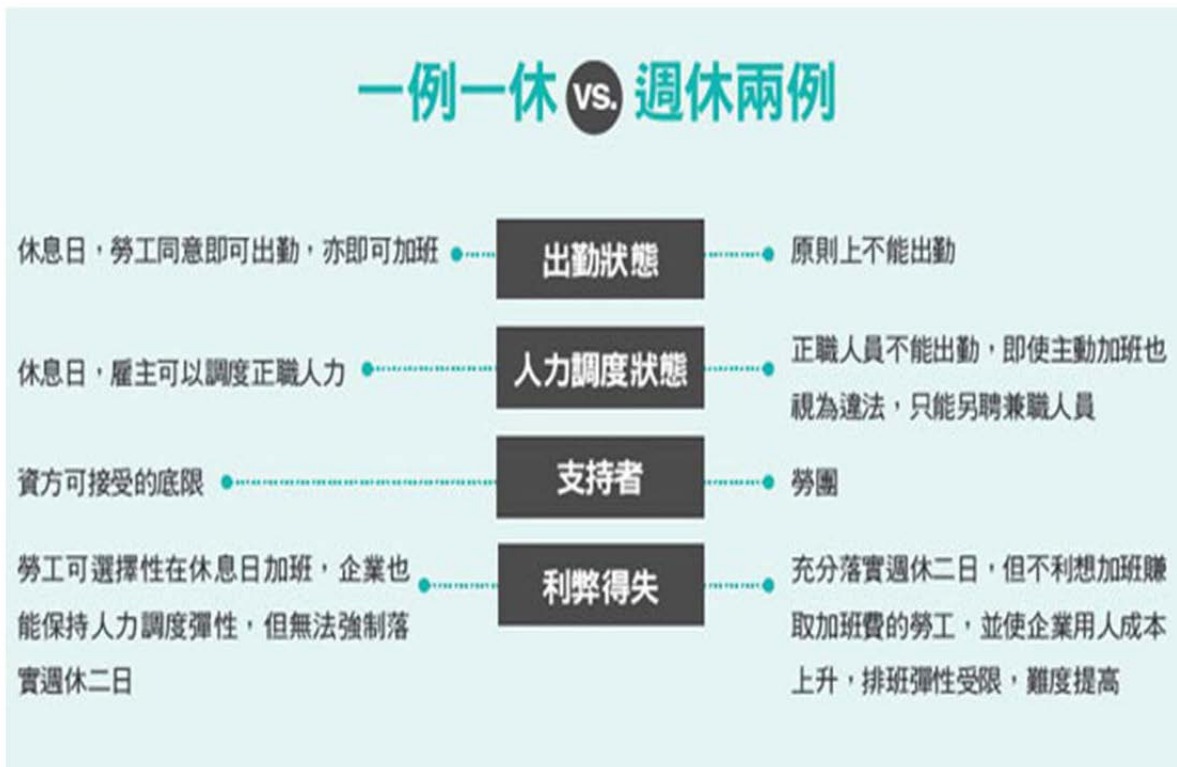 一例一休 vs. 週休兩例
出勤狀態
休息日，勞工同意即可出勤，亦即可加班
原則上不能出勤
人力調度狀態
休息日，雇主可以調度正職人力
正職人員不能出勤，即使主動加班也
視為違法，只能另聘兼職人員
支持者
資方可接受的底限
勞團
利弊得失
勞工可選擇性在休息日加班，企業也
能保持人力調度彈性，但無法強制落
實週休二日
充分落實週休二日，但不利想加班賺
取加班費的勞工，並使企業用人成本
上升，排班彈性受限，難度提高